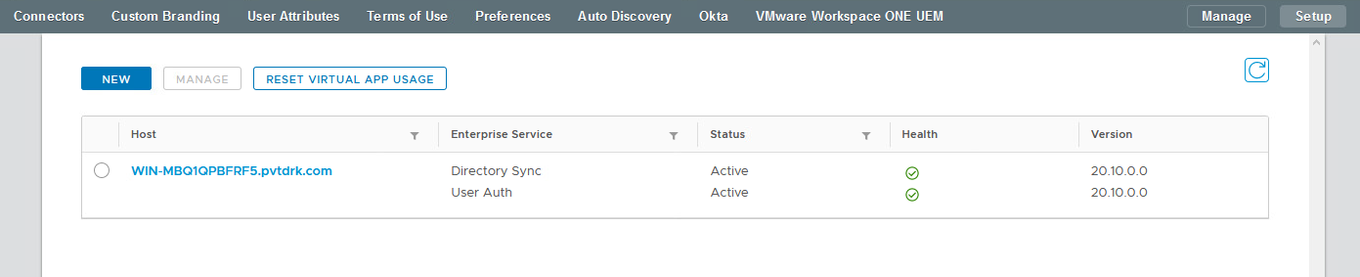 Connectors Custom Branding User Attributes Terms of Use Preferences Auto Discovery Okta VMware Workspace ONE UEM Manage Setup
NEW MANAGE RESET VIRTUAL APP USAGE
Host Enterprise Service Status Health Version
WIN-MBQ1QPBFRF5.pvtdrk.com Directory Sync Active 20.10.0.0
User Auth Active 20.10.0.0